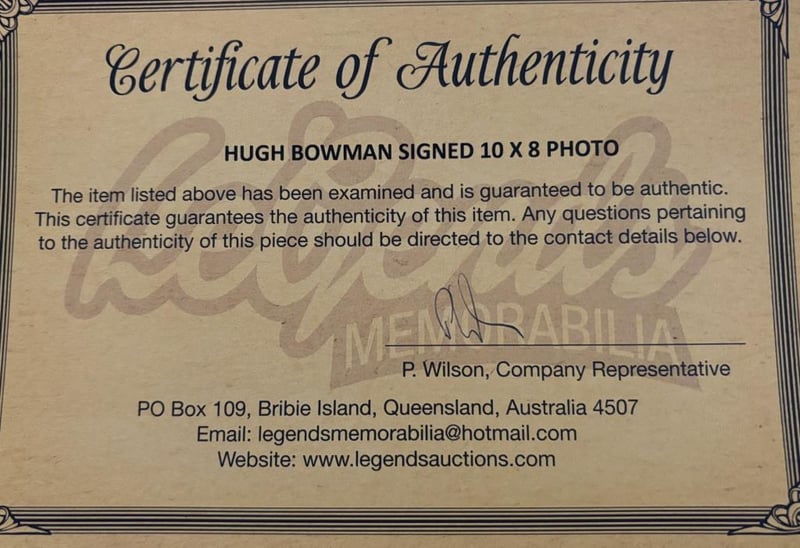 Certificate of Authenticity
HUGH BOWMAN SIGNED 10 X 8 PHOTO
The item listed above has been examined and is guaranteed to be authentic.
This certificate guarantees the authenticity of this item. Any questions pertaining
to the authenticity of this piece should be directed to the contact details below.
Legends
MEMORABILIA
P. Wilson, Company Representative
PO Box 109, Bribie Island, Queensland, Australia 4507
Email: legendsmemorabilia@hotmail.com
Website: www.legendsauctions.com